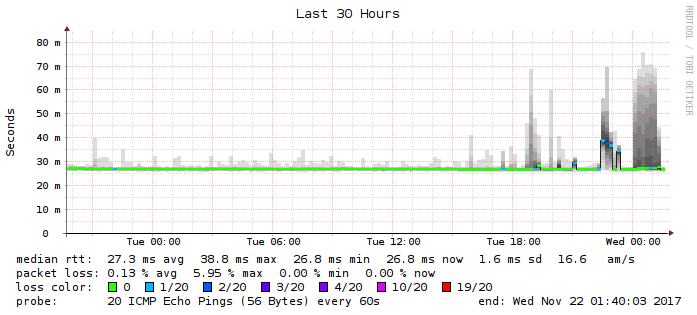 Last 30 Hours
RRDTOOL / TOBI OETIKER
Seconds
80 m
70 m
60 m
50 m
40 m
30 m
20 m
10 m
0
Tue 00:00 Tue 06:00 Tue 12:00 Tue 18:00 Wed 00:00
median rtt: 27.3 ms avg 38.8 ms max 26.8 ms min 26.8 ms now 1.6 ms sd 16.6 am/s
packet loss: 0.13 % avg 5.95 % max 0.00 % min 0.00 % now
loss color: 0 1/20 2/20 3/20 4/20 10/20 19/20
probe: 20 ICMP Echo Pings (56 Bytes) every 60s end: Wed Nov 22 01:40:03 2017